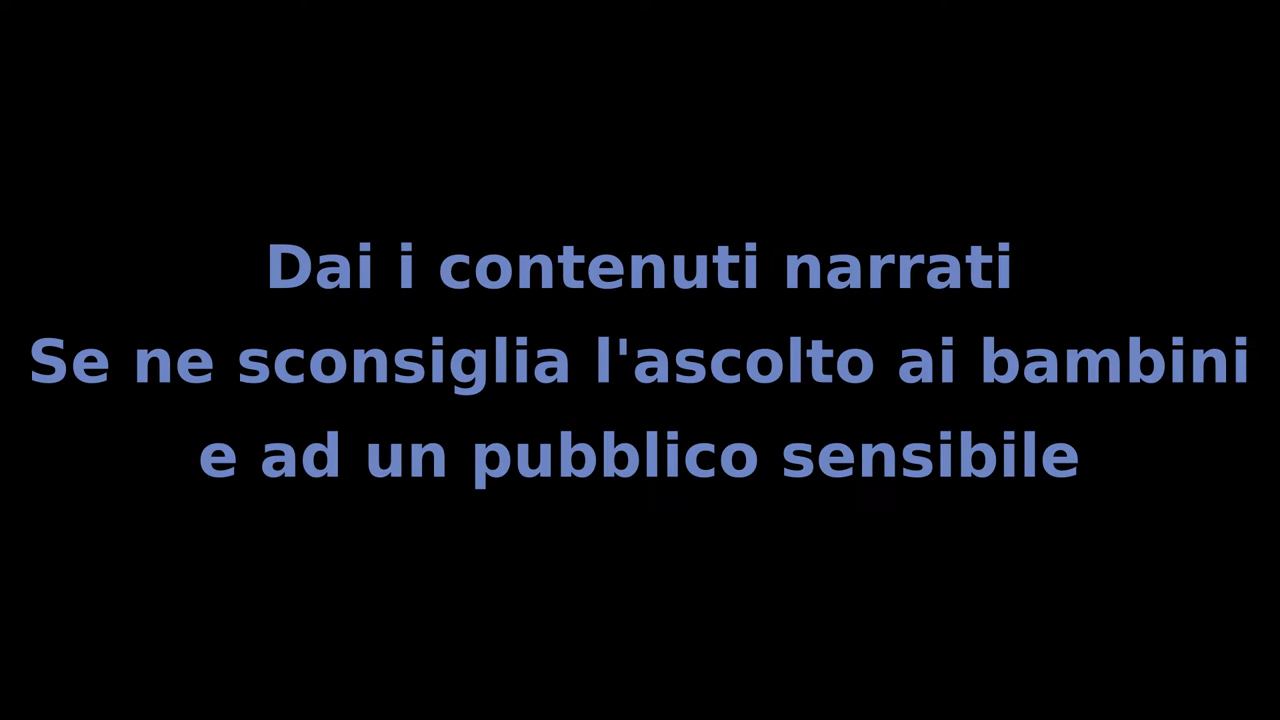 Dai i contenuti narrati
Se ne sconsiglia l'ascolto ai bambini
e ad un pubblico sensibile